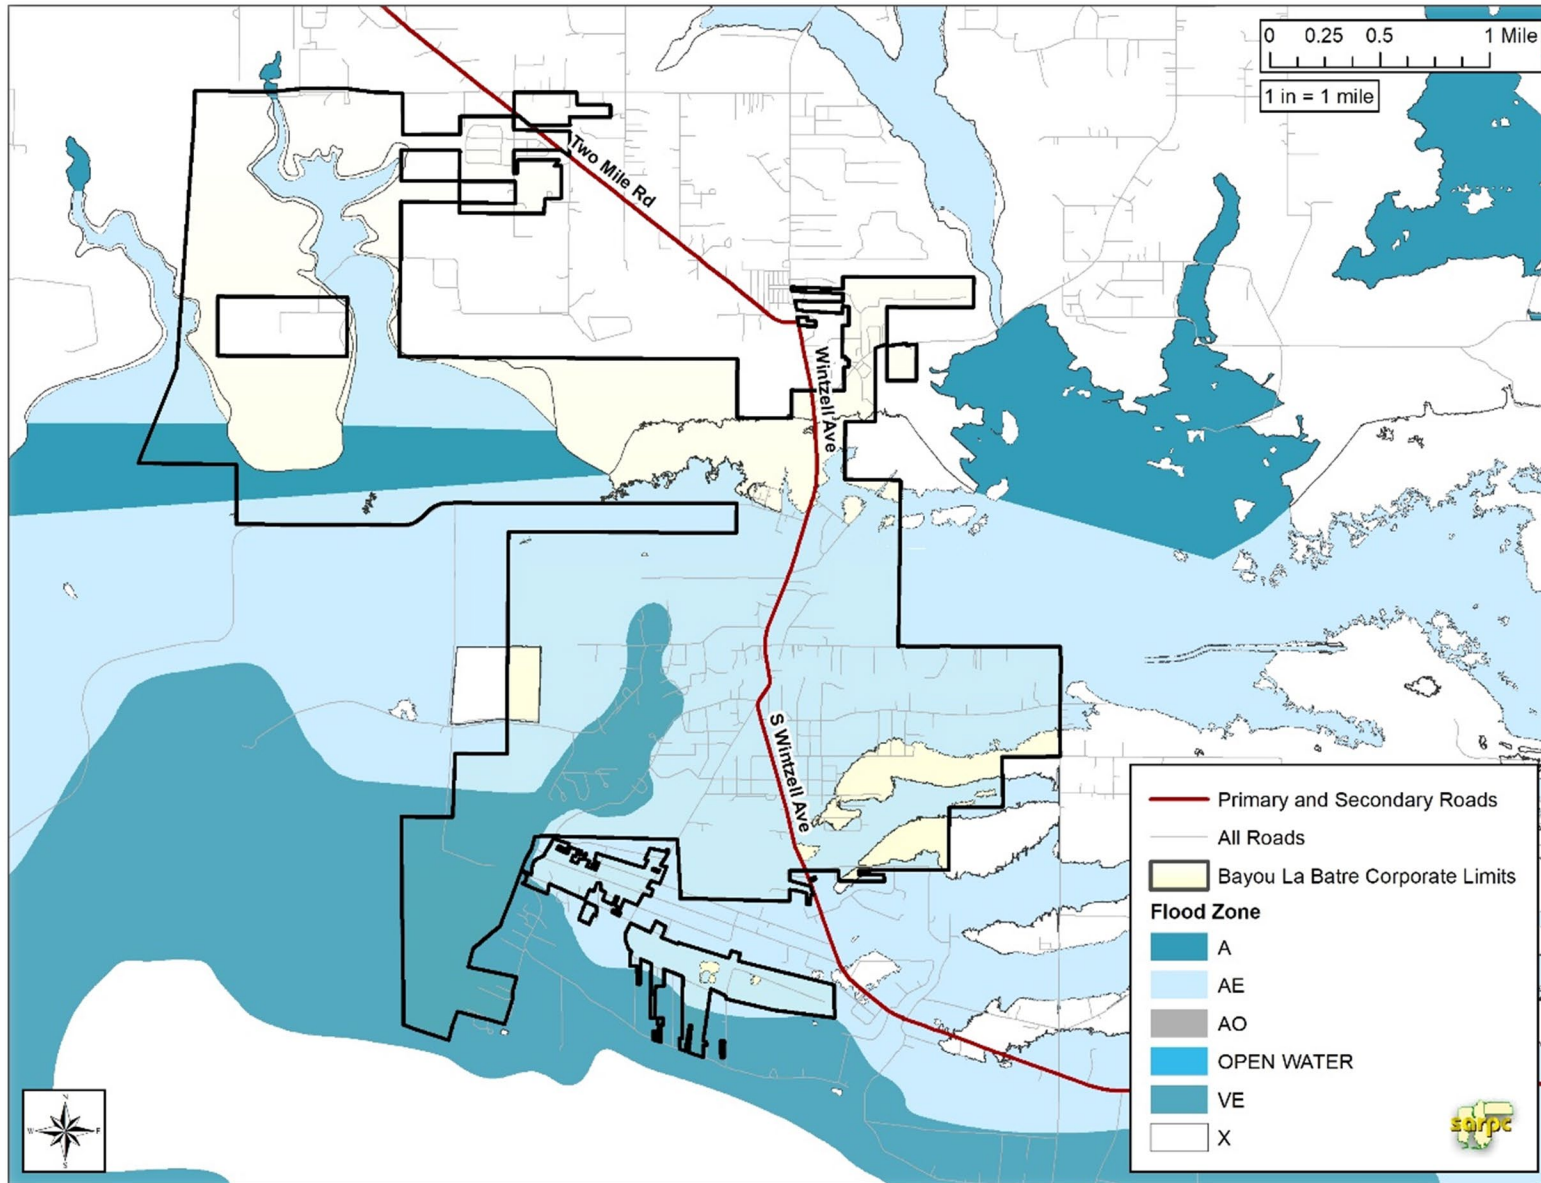 0 0.25 0.5 1 Mile
1 in = 1 mile
Two Mile Rd
Wintzell Ave
S Wintzell Ave
Primary and Secondary Roads
All Roads
Bayou La Batre Corporate Limits
Flood Zone
A
AE
AO
OPEN WATER
VE
X
sarpc
N
W E
S